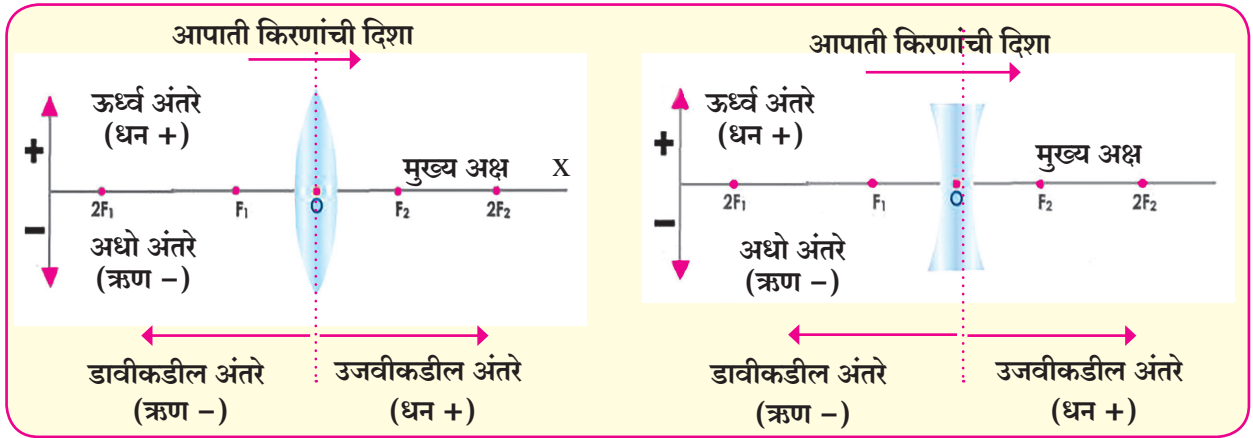 आपाती किरणांची दिशा
ऊर्ध्व अंतरे
(धन +)
+
मुख्य अक्ष
X
2F₁
F₁
O
F₂
2F₂
–
अधो अंतरे
(ऋण –)
डावीकडील अंतरे
(ऋण –)
उजवीकडील अंतरे
(धन +)
आपाती किरणांची दिशा
ऊर्ध्व अंतरे
(धन +)
+
मुख्य अक्ष
2F₁
F₁
O
F₂
2F₂
–
अधो अंतरे
(ऋण –)
डावीकडील अंतरे
(ऋण –)
उजवीकडील अंतरे
(धन +)